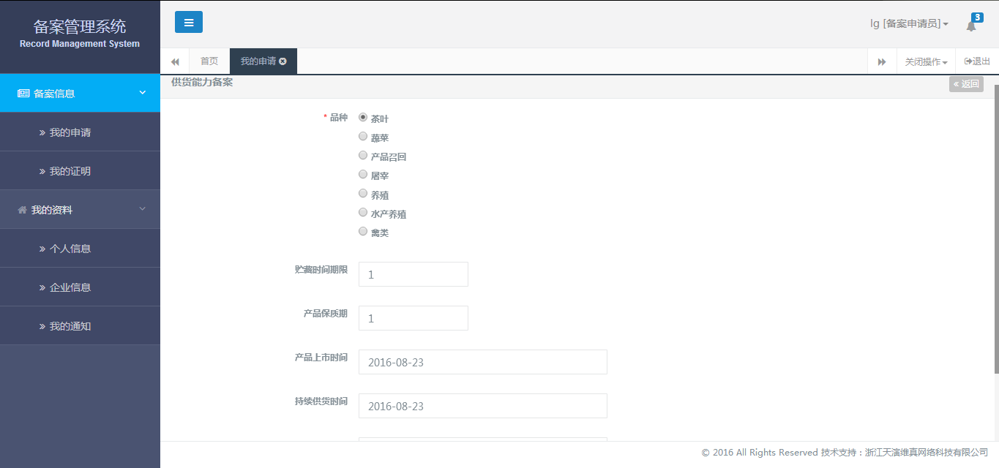 备案管理系统
Record Management System
lg [备案申请员]
3
首页
我的申请
关闭操作
退出
备案信息
我的申请
我的证明
我的资料
个人信息
企业信息
我的通知
供货能力备案
« 返回
* 品种
茶叶
蔬菜
产品召回
屠宰
养殖
水产养殖
禽类
贮藏时间期限 1
产品保质期 1
产品上市时间 2016-08-23
持续供货时间 2016-08-23
© 2016 All Rights Reserved 技术支持：浙江天演维真网络科技有限公司